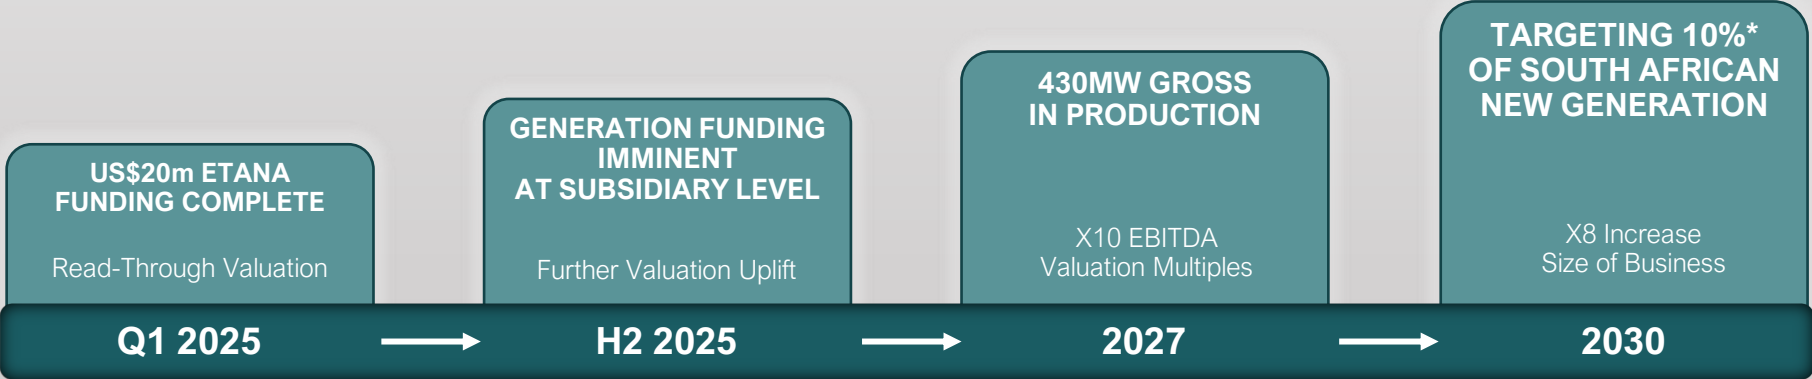 US$20m ETANA
FUNDING COMPLETE
Read-Through Valuation
Q1 2025
GENERATION FUNDING
IMMINENT
AT SUBSIDIARY LEVEL
Further Valuation Uplift
H2 2025
430MW GROSS
IN PRODUCTION
X10 EBITDA
Valuation Multiples
2027
TARGETING 10%*
OF SOUTH AFRICAN
NEW GENERATION
X8 Increase
Size of Business
2030